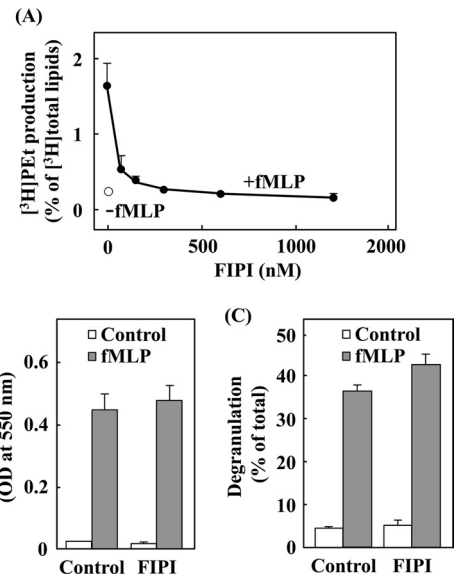 (A)
[³H]PEt production
(% of [³H]total lipids)
2
1
0
+fMLP
-fMLP
0 500 1000 2000
FIPI (nM)
(OD at 550 nm)
0.6
0.4
0.2
0
Control
fMLP
Control FIPI
(C)
Degranulation
(% of total)
50
40
30
20
10
0
Control
fMLP
Control FIPI